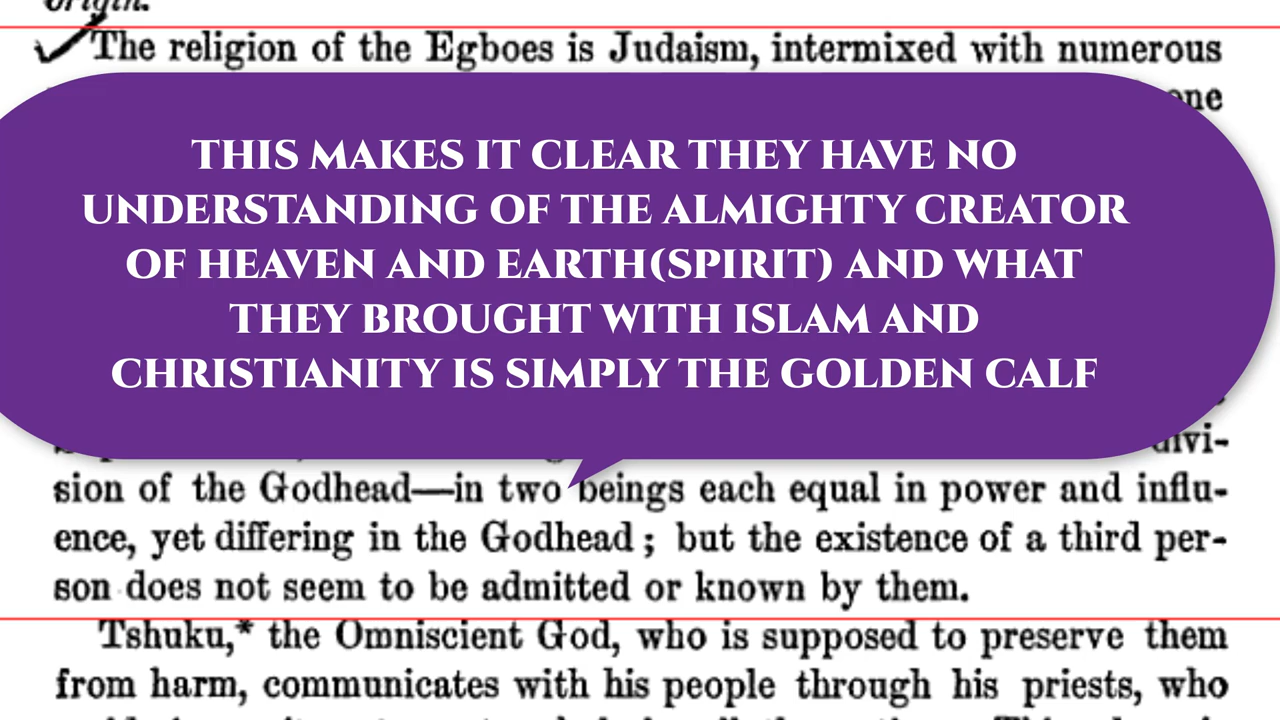 origin.
The religion of the Egboes is Judaism, intermixed with numerous
one
THIS MAKES IT CLEAR THEY HAVE NO
UNDERSTANDING OF THE ALMIGHTY CREATOR
OF HEAVEN AND EARTH(SPIRIT) AND WHAT
THEY BROUGHT WITH ISLAM AND
CHRISTIANITY IS SIMPLY THE GOLDEN CALF
divi-
sion of the Godhead—in two beings each equal in power and influ-
ence, yet differing in the Godhead; but the existence of a third per-
son does not seem to be admitted or known by them.
Tshuku,* the Omniscient God, who is supposed to preserve them
from harm, communicates with his people through his priests, who